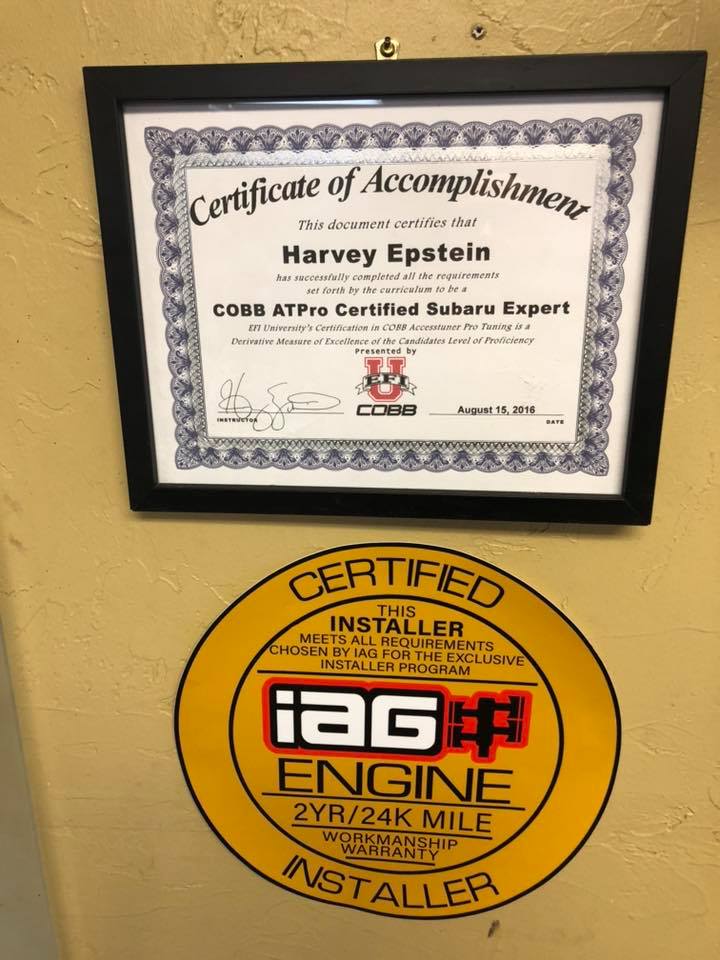 Certificate of Accomplishment
This document certifies that
Harvey Epstein
has successfully completed all the requirements
set forth by the curriculum to be a
COBB ATPro Certified Subaru Expert
EFI University's Certification in COBB Accesstuner Pro Tuning is a
Derivative Measure of Excellence of the Candidates Level of Proficiency
Presented by
U
EFI
COBB
August 15, 2016
INSTRUCTOR
DATE
CERTIFIED
THIS
INSTALLER
MEETS ALL REQUIREMENTS
CHOSEN BY IAG FOR THE EXCLUSIVE
INSTALLER PROGRAM
iAG
ENGINE
2YR/24K MILE
WORKMANSHIP
WARRANTY
INSTALLER